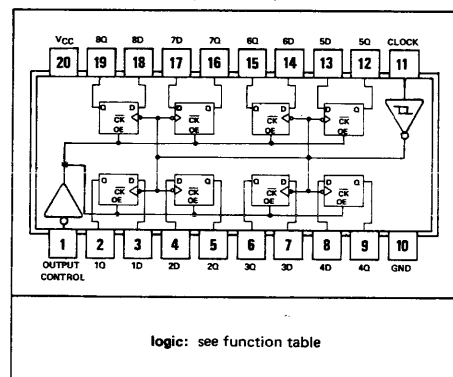 VCC 8Q 8D 7D 7Q 6Q 6D 5D 5Q CLOCK
20 19 18 17 16 15 14 13 12 11
Q D D Q Q D D Q
CK CK CK CK
OE OE OE OE
Q D D Q Q D D Q
CK CK CK CK
OE OE OE OE
1 2 3 4 5 6 7 8 9 10
OUTPUT CONTROL 1Q 1D 2D 2Q 3Q 3D 4D 4Q GND
logic: see function table